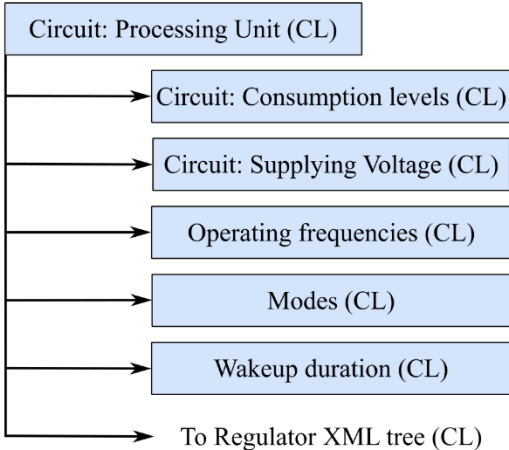 Circuit: Processing Unit (CL)
Circuit: Consumption levels (CL)
Circuit: Supplying Voltage (CL)
Operating frequencies (CL)
Modes (CL)
Wakeup duration (CL)
To Regulator XML tree (CL)